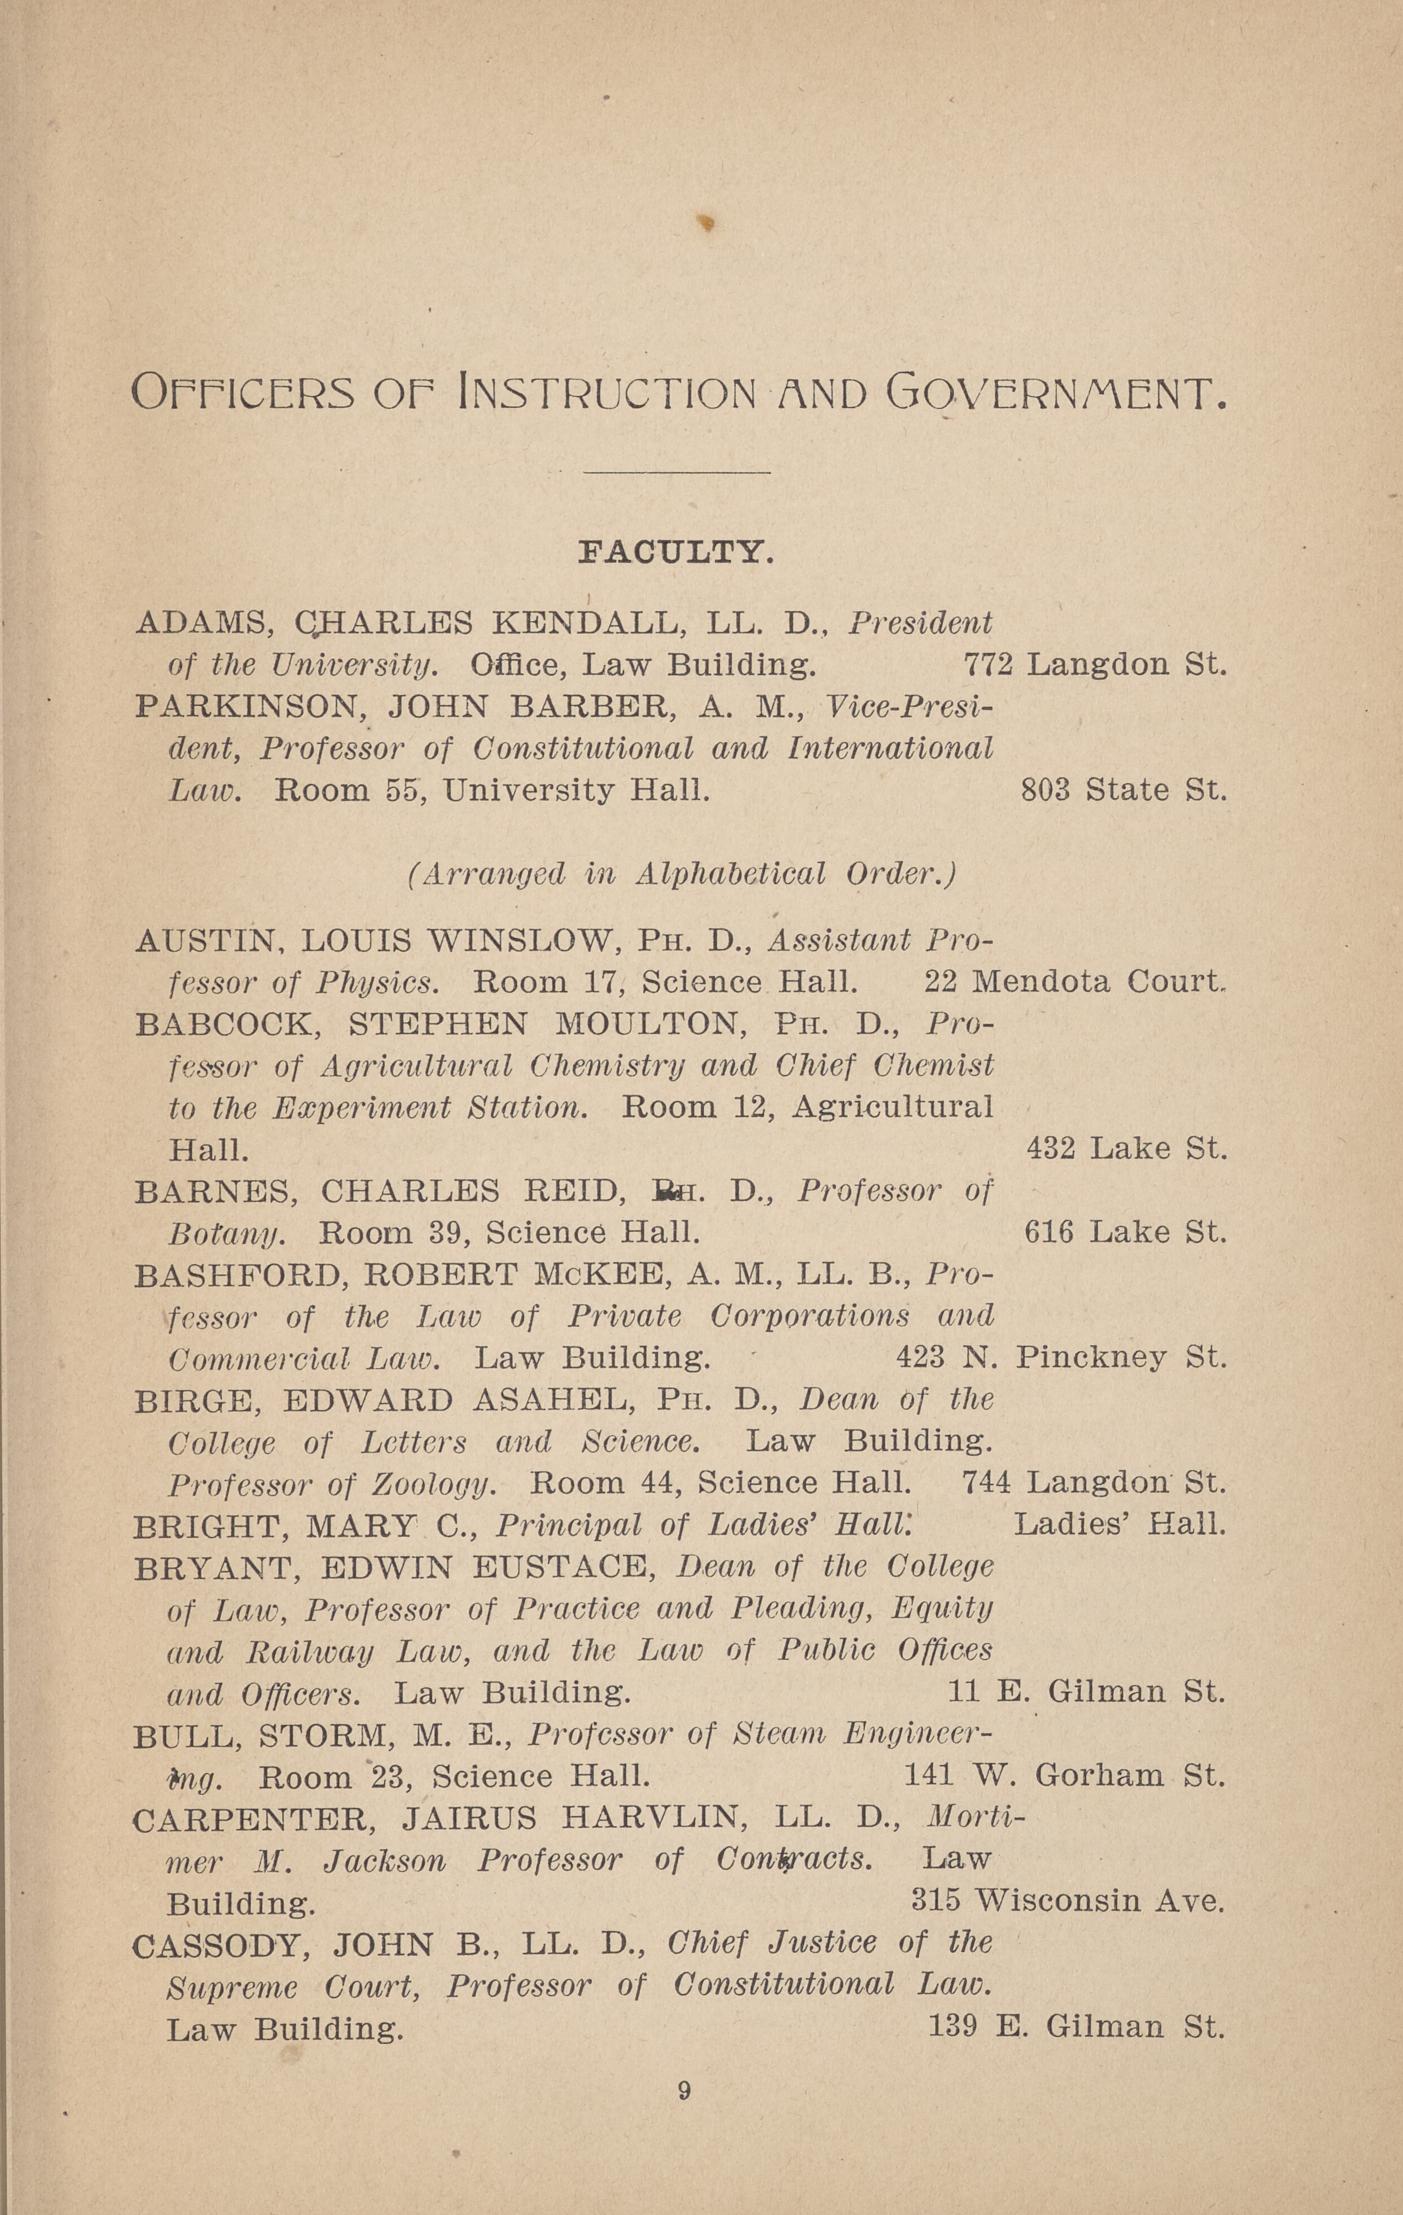 OFFICERS OF INSTRUCTION AND GOVERNMENT.
FACULTY.
ADAMS, CHARLES KENDALL, LL. D., President
of the University. Office, Law Building. 772 Langdon St.
PARKINSON, JOHN BARBER, A. M., Vice-Presi-
dent, Professor of Constitutional and International
Law. Room 55, University Hall. 803 State St.
(Arranged in Alphabetical Order.)
AUSTIN, LOUIS WINSLOW, PH. D., Assistant Pro-
fessor of Physics. Room 17, Science Hall. 22 Mendota Court.
BABCOCK, STEPHEN MOULTON, PH. D., Pro-
fessor of Agricultural Chemistry and Chief Chemist
to the Experiment Station. Room 12, Agricultural
Hall. 432 Lake St.
BARNES, CHARLES REID, PH. D., Professor of
Botany. Room 39, Science Hall. 616 Lake St.
BASHFORD, ROBERT McKEE, A. M., LL. B., Pro-
fessor of the Law of Private Corporations and
Commercial Law. Law Building. 423 N. Pinckney St.
BIRGE, EDWARD ASAHEL, PH. D., Dean of the
College of Letters and Science. Law Building.
Professor of Zoology. Room 44, Science Hall. 744 Langdon St.
BRIGHT, MARY C., Principal of Ladies' Hall. Ladies' Hall.
BRYANT, EDWIN EUSTACE, Dean of the College
of Law, Professor of Practice and Pleading, Equity
and Railway Law, and the Law of Public Offices
and Officers. Law Building. 11 E. Gilman St.
BULL, STORM, M. E., Professor of Steam Engineer-
ing. Room 23, Science Hall. 141 W. Gorham St.
CARPENTER, JAIRUS HARVLIN, LL. D., Morti-
mer M. Jackson Professor of Contracts. Law
Building. 315 Wisconsin Ave.
CASSODY, JOHN B., LL. D., Chief Justice of the
Supreme Court, Professor of Constitutional Law.
Law Building. 139 E. Gilman St.
9